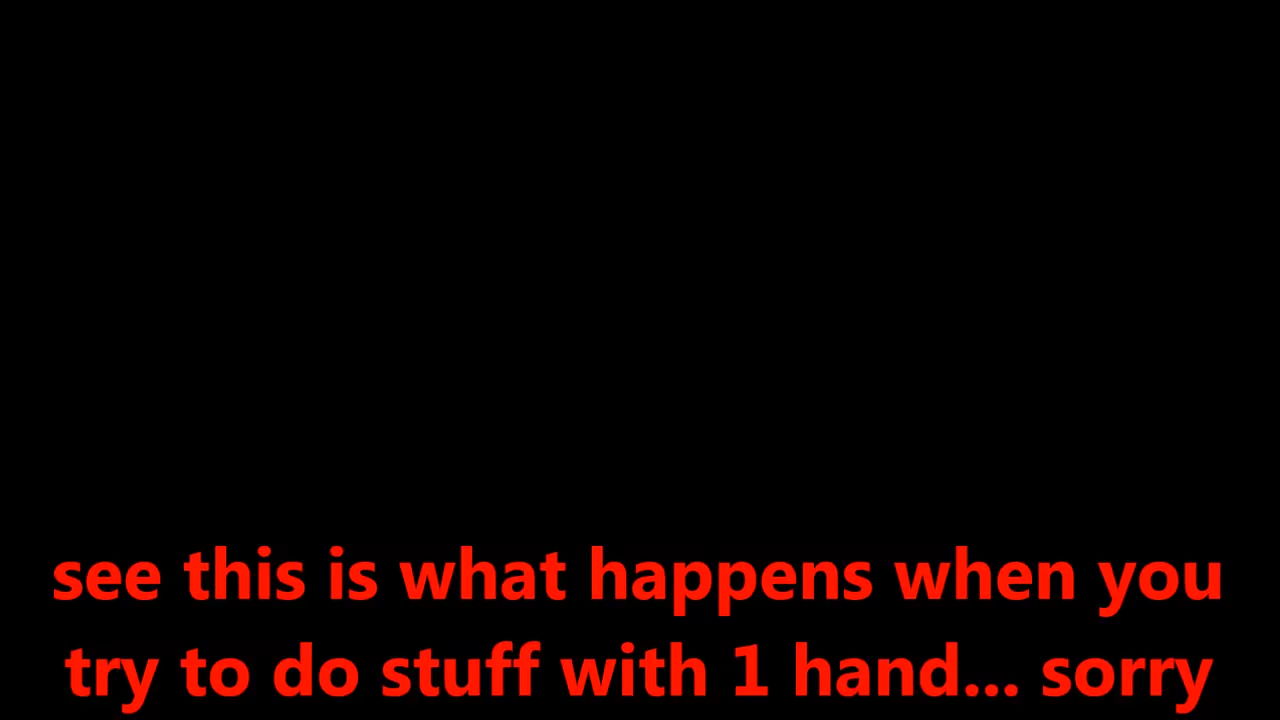 see this is what happens when you
try to do stuff with 1 hand... sorry